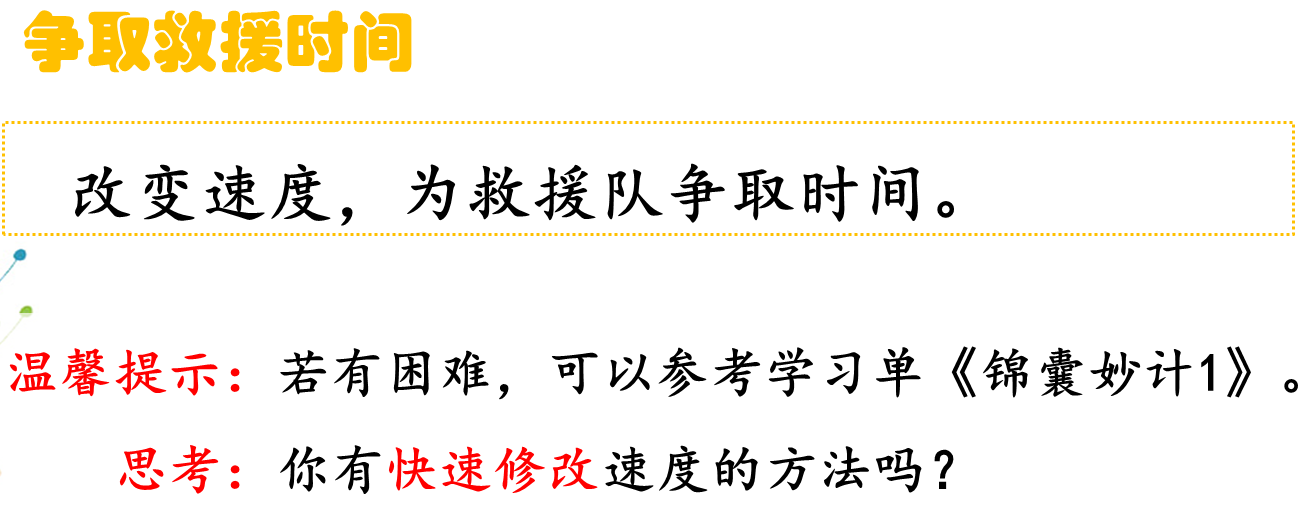 争取救援时间
改变速度，为救援队争取时间。
温馨提示：若有困难，可以参考学习单《锦囊妙计1》。
思考：你有快速修改速度的方法吗？